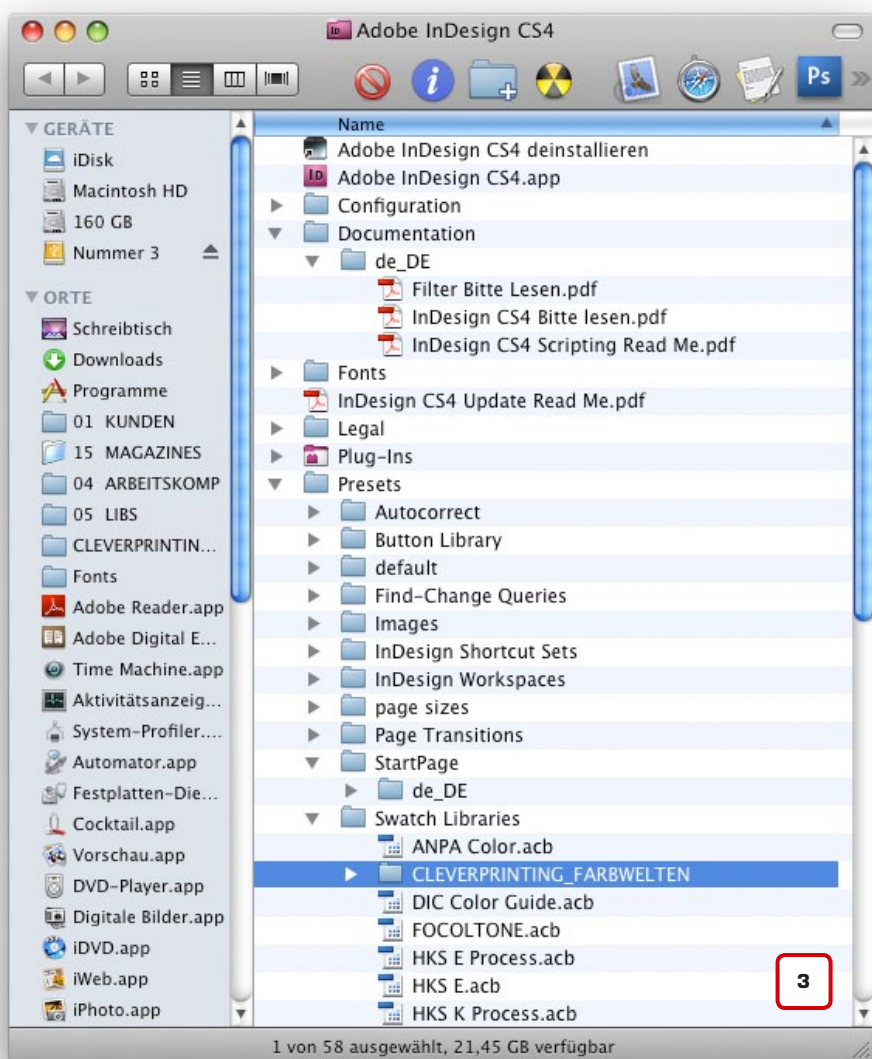 Adobe InDesign CS4
Ps
GERÄTE
iDisk
Macintosh HD
160 GB
Nummer 3
ORTE
Schreibtisch
Downloads
Programme
01 KUNDEN
15 MAGAZINES
04 ARBEITSKOMP
05 LIBS
CLEVERPRINTIN...
Fonts
Adobe Reader.app
Adobe Digital E...
Time Machine.app
Aktivitätsanzeig...
System-Profiler....
Automator.app
Festplatten-Die...
Cocktail.app
Vorschau.app
DVD-Player.app
Digitale Bilder.app
iDVD.app
iWeb.app
iPhoto.app
Name
Adobe InDesign CS4 deinstallieren
Adobe InDesign CS4.app
Configuration
Documentation
de_DE
Filter Bitte Lesen.pdf
InDesign CS4 Bitte lesen.pdf
InDesign CS4 Scripting Read Me.pdf
Fonts
InDesign CS4 Update Read Me.pdf
Legal
Plug-Ins
Presets
Autocorrect
Button Library
default
Find-Change Queries
Images
InDesign Shortcut Sets
InDesign Workspaces
page sizes
Page Transitions
StartPage
de_DE
Swatch Libraries
ANPA Color.acb
CLEVERPRINTING_FARBWELTEN
DIC Color Guide.acb
FOCOLTONE.acb
HKS E Process.acb
HKS E.acb
HKS K Process.acb
3
1 von 58 ausgewählt, 21,45 GB verfügbar